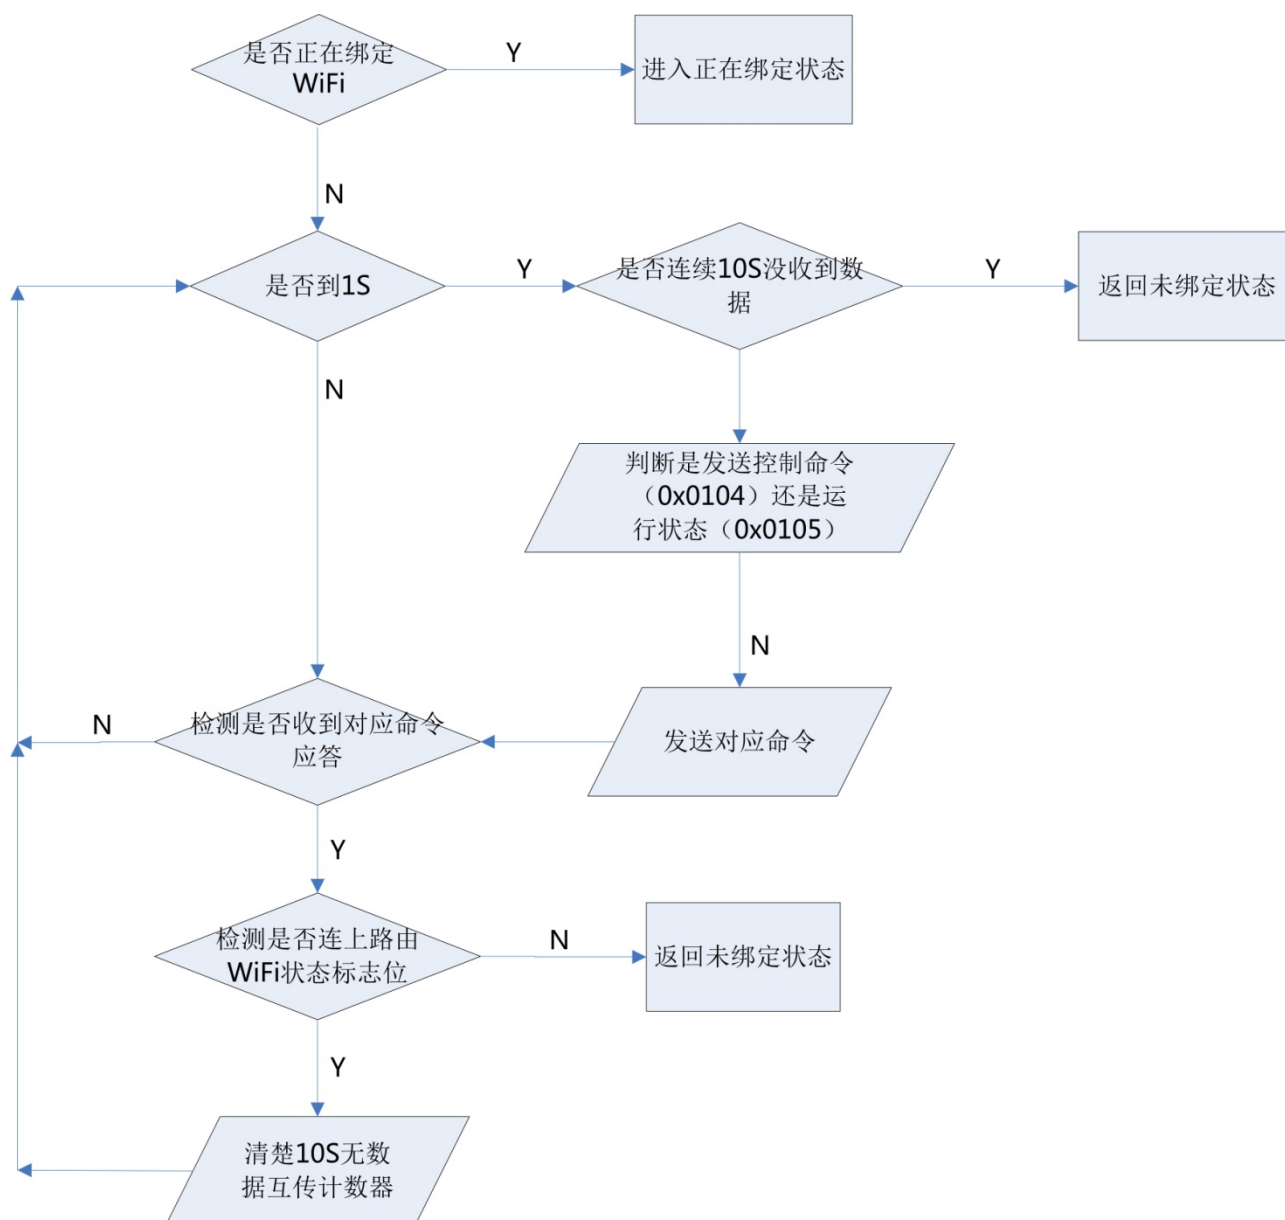 是否正在绑定
WiFi
Y
进入正在绑定状态
N
是否到1S
Y
是否连续10S没收到数
据
Y
返回未绑定状态
N
判断是发送控制命令
（0x0104）还是运
行状态（0x0105）
N
检测是否收到对应命令
应答
N
发送对应命令
Y
检测是否连上路由
WiFi状态标志位
N
返回未绑定状态
Y
清楚10S无数
据互传计数器